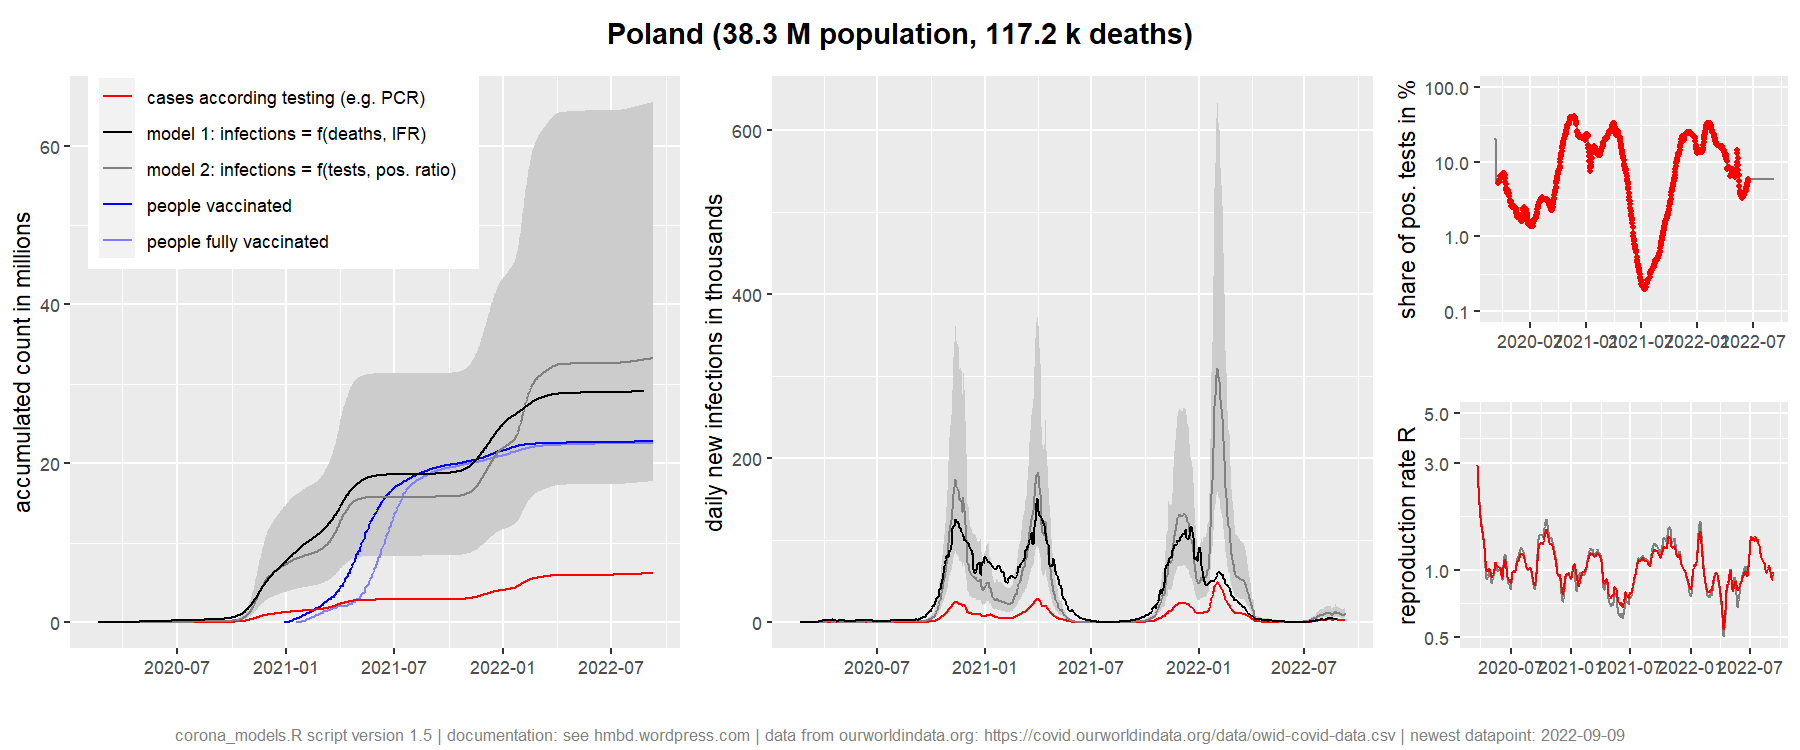 Poland (38.3 M population, 117.2 k deaths)
accumulated count in millions
60
40
20
0
cases according testing (e.g. PCR)
model 1: infections = f(deaths, IFR)
model 2: infections = f(tests, pos. ratio)
people vaccinated
people fully vaccinated
2020-07 2021-01 2021-07 2022-01 2022-07
daily new infections in thousands
600
400
200
0
2020-07 2021-01 2021-07 2022-01 2022-07
share of pos. tests in %
100.0
10.0
1.0
0.1
2020-07 2021-01 2021-07 2022-01 2022-07
reproduction rate R
5.0
3.0
1.0
0.5
2020-07 2021-01 2021-07 2022-01 2022-07
corona_models.R script version 1.5 | documentation: see hmbd.wordpress.com | data from ourworldindata.org: https://covid.ourworldindata.org/data/owid-covid-data.csv | newest datapoint: 2022-09-09